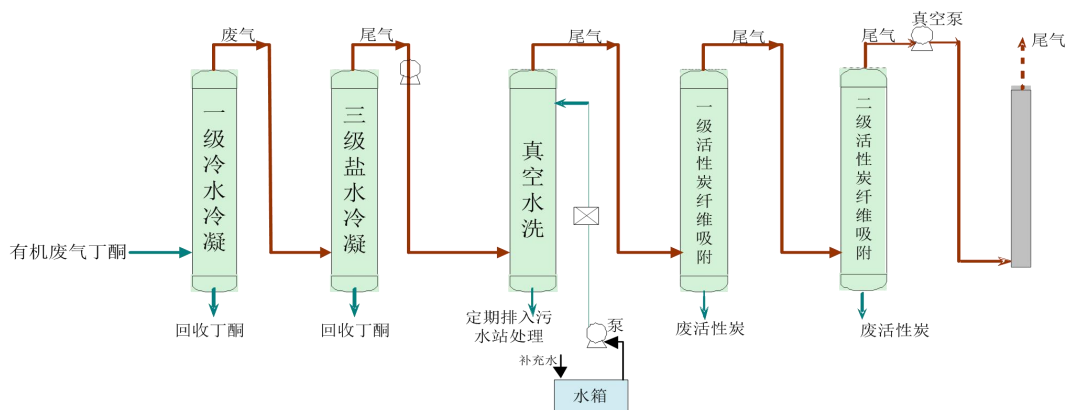 废气
尾气
尾气
尾气
尾气
真空泵
尾气
一级冷水冷凝
三级盐水冷凝
真空水洗
一级活性炭纤维吸附
二级活性炭纤维吸附
有机废气丁酮
回收丁酮
回收丁酮
定期排入污
水站处理
泵
废活性炭
废活性炭
补充水
水箱